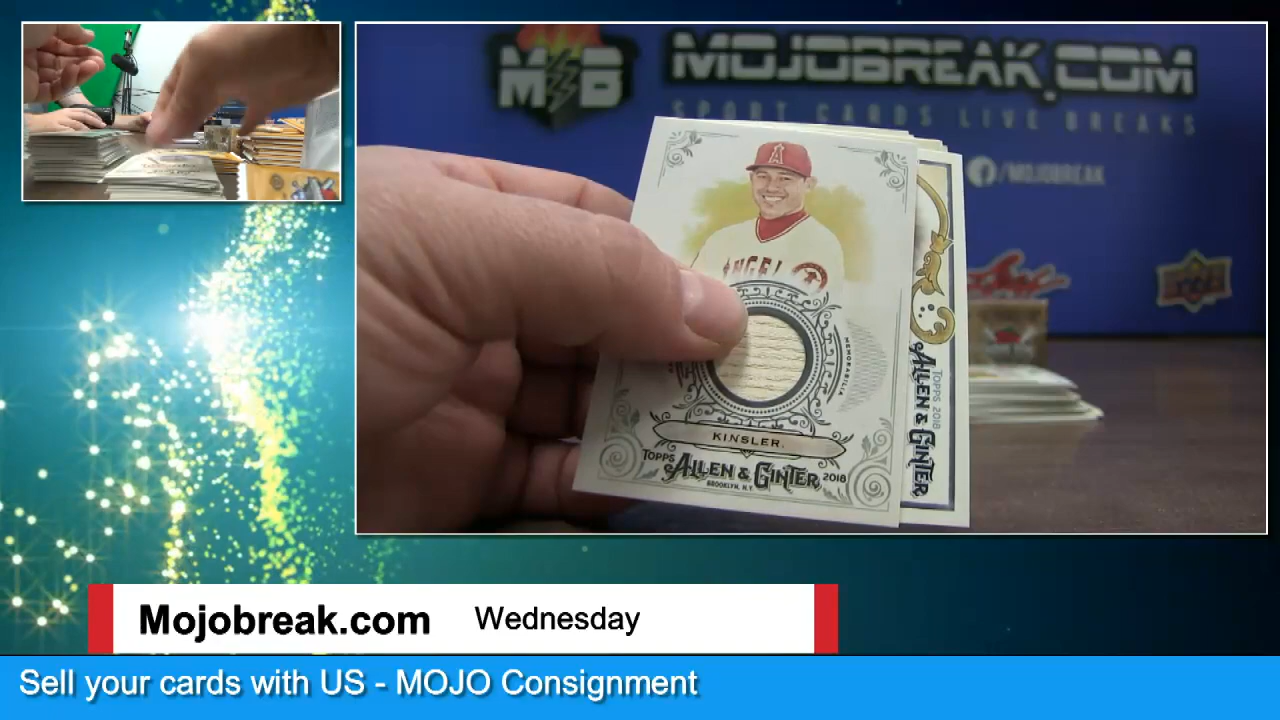 M B
MOJOBREAK.COM
SPORT CARDS LIVE BREAKS
/MOJOBREAK
A
ANGEL
MEMORABILIA
KINSLER
TOPPS ALLEN & GINTER 2018
BROOKLYN, N.Y.
TOPPS 2018
ALLEN & GINTER
Mojobreak.com Wednesday
Sell your cards with US - MOJO Consignment